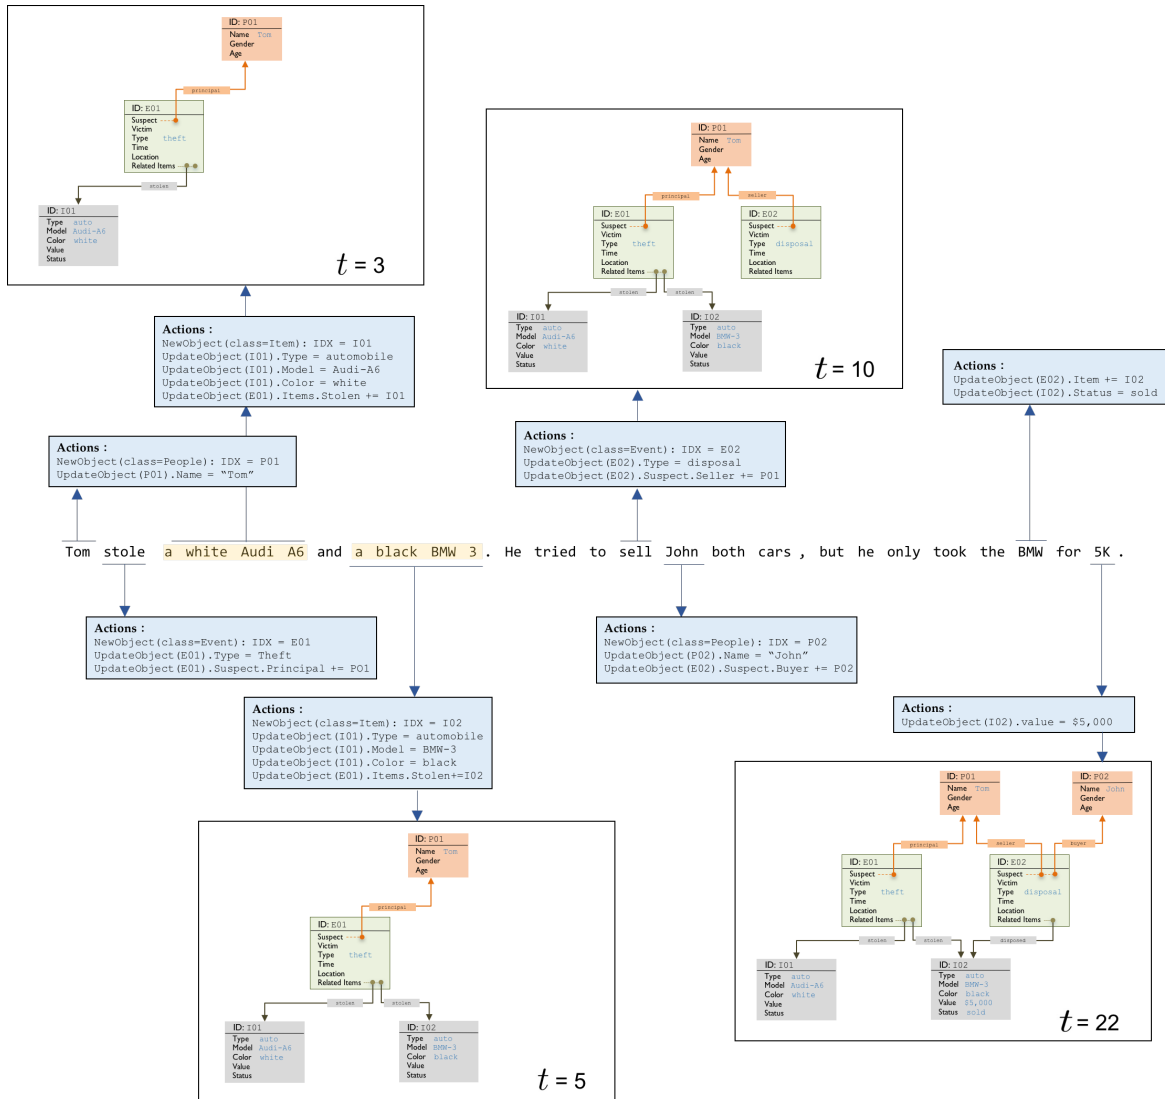 ID: P01
Name Tom
Gender
Age
principal
ID: E01
Suspect
Victim
Type theft
Time
Location
Related Items
stolen
ID: I01
Type auto
Model Audi-A6
Color white
Value
Status
t = 3
ID: P01
Name Tom
Gender
Age
principal seller
ID: E01 ID: E02
Suspect Suspect
Victim Victim
Type theft Type disposal
Time Time
Location Location
Related Items Related Items
stolen stolen
ID: I01 ID: I02
Type auto Type auto
Model Audi-A6 Model BMW-3
Color white Color black
Value Value
Status Status
t = 10
Actions :
NewObject(class=Item): IDX = I01
UpdateObject(I01).Type = automobile
UpdateObject(I01).Model = Audi-A6
UpdateObject(I01).Color = white
UpdateObject(E01).Items.Stolen += I01
Actions :
UpdateObject(E02).Item += I02
UpdateObject(I02).Status = sold
Actions :
NewObject(class=People): IDX = P01
UpdateObject(P01).Name = “Tom”
Actions :
NewObject(class=Event): IDX = E02
UpdateObject(E02).Type = disposal
UpdateObject(E02).Suspect.Seller += P01
Tom stole a white Audi A6 and a black BMW 3 . He tried to sell John both cars , but he only took the BMW for 5K .
Actions :
NewObject(class=Event): IDX = E01
UpdateObject(E01).Type = Theft
UpdateObject(E01).Suspect.Principal += PO1
Actions :
NewObject(class=People): IDX = P02
UpdateObject(P02).Name = “John”
UpdateObject(E02).Suspect.Buyer += P02
Actions :
NewObject(class=Item): IDX = I02
UpdateObject(I01).Type = automobile
UpdateObject(I01).Model = BMW-3
UpdateObject(I01).Color = black
UpdateObject(E01).Items.Stolen+=I02
Actions :
UpdateObject(I02).value = $5,000
ID: P01
Name Tom
Gender
Age
principal
ID: E01
Suspect
Victim
Type theft
Time
Location
Related Items
stolen stolen
ID: I01 ID: I02
Type auto Type auto
Model Audi-A6 Model BMW-3
Color white Color black
Value Value
Status Status
t = 5
ID: P01 ID: P02
Name Tom Name John
Gender Gender
Age Age
principal seller buyer
ID: E01 ID: E02
Suspect Suspect
Victim Victim
Type theft Type disposal
Time Time
Location Location
Related Items Related Items
stolen stolen disposed
ID: I01 ID: I02
Type auto Type auto
Model Audi-A6 Model BMW-3
Color white Color black
Value Value $5,000
Status Status sold
t = 22